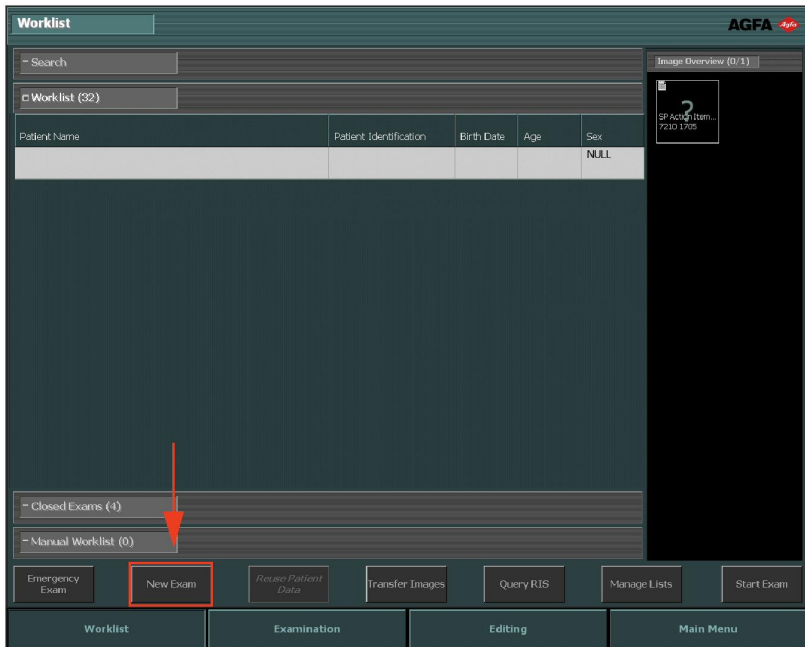 Worklist
AGFA
Agfa
- Search
Image Overview (0/1)
Worklist (32)
SP Action Item...
7210 1705
?
Patient Name Patient Identification Birth Date Age Sex
NULL
- Closed Exams (4)
- Manual Worklist (0)
Emergency
Exam
New Exam
Reuse Patient
Data
Transfer Images
Query RIS
Manage Lists
Start Exam
Worklist Examination Editing Main Menu